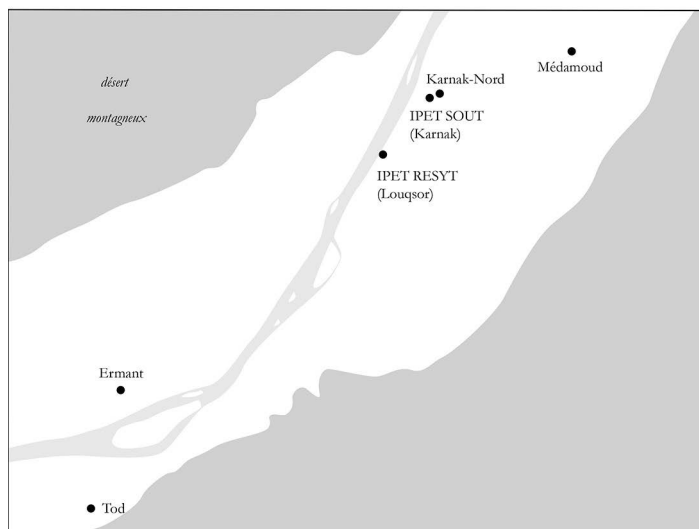 désert
montagneux
Médamoud
Karnak-Nord
IPET SOUT
(Karnak)
IPET RESYT
(Louqsor)
Ermant
Tod